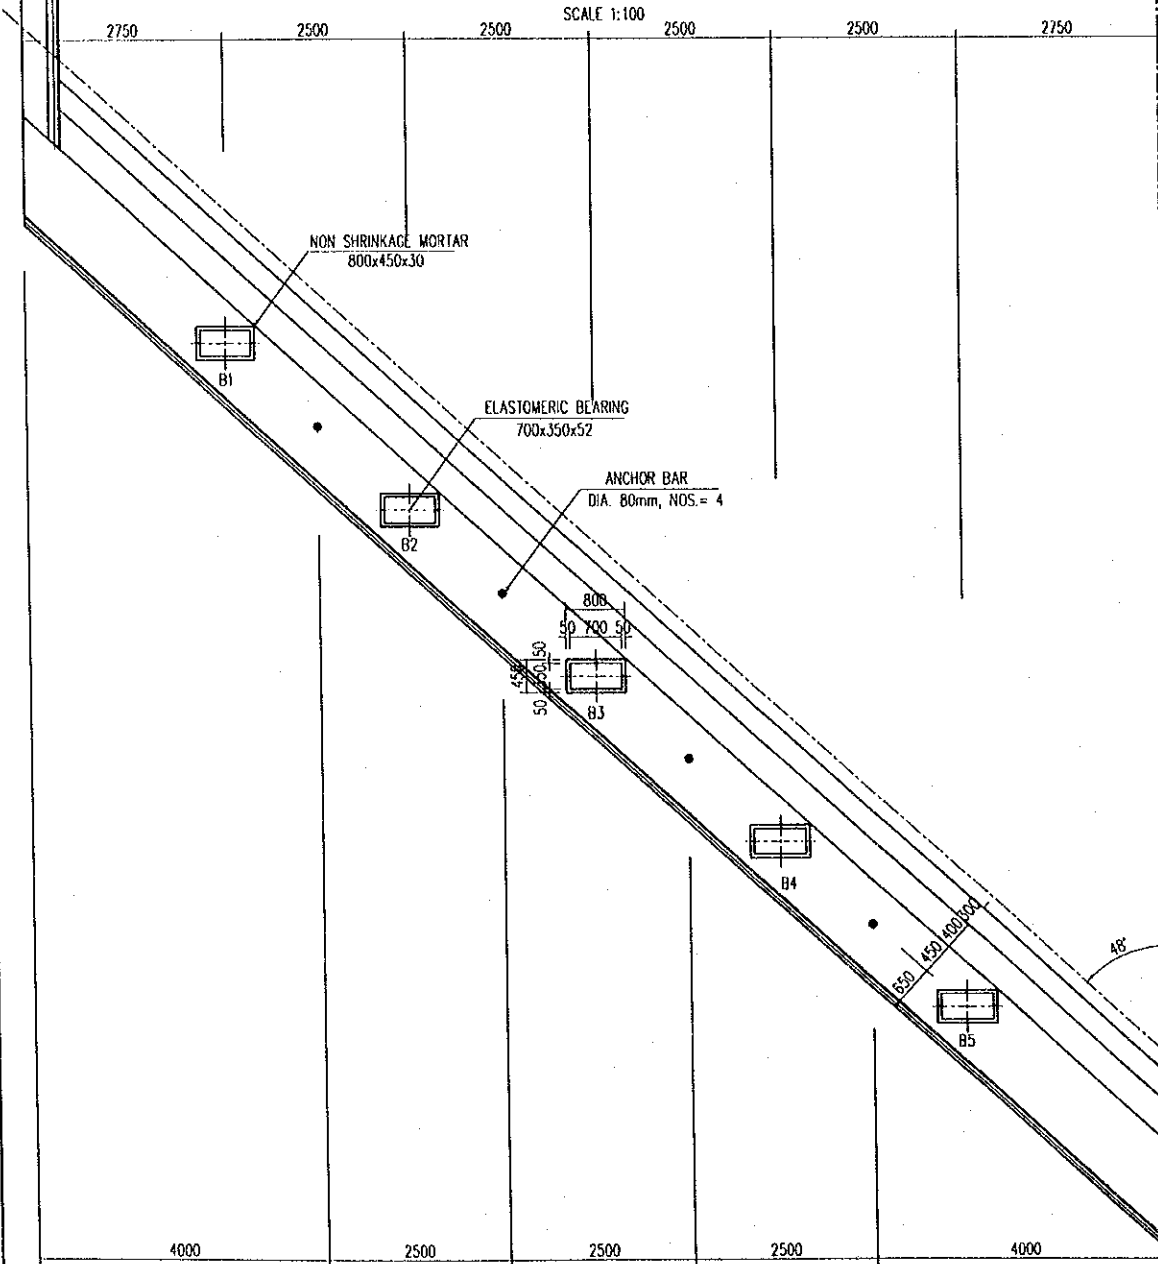 SCALE 1:100
2750 2500 2500 2500 2500 2750
NON SHRINKAGE MORTAR
800x450x30
B1
ELASTOMERIC BEARING
700x350x52
ANCHOR BAR
DIA. 80mm, NOS.= 4
B2
800
50 700 50
50
350
450
50
B3
B4
300
400
450
650
48°
B5
4000 2500 2500 2500 4000